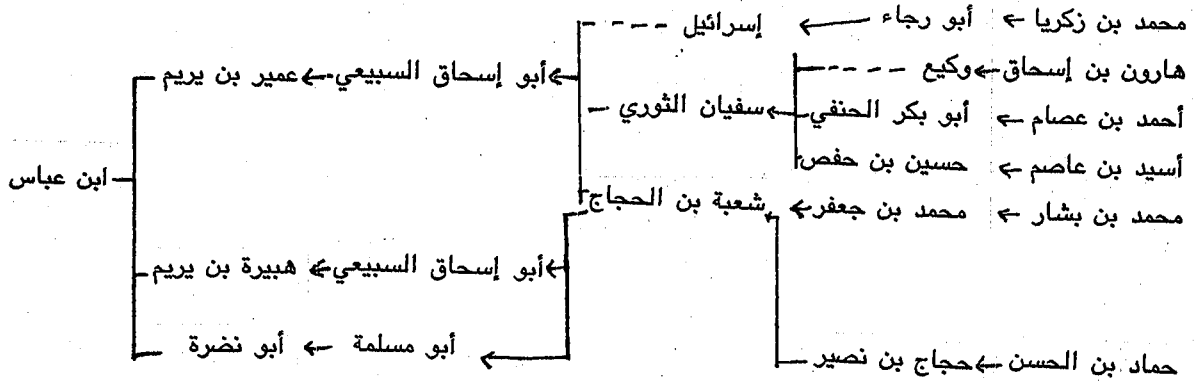 محمد بن زكريا ← أبو رجاء ← إسرائيل
هارون بن إسحاق ← وكيع
أبو إسحاق السبيعي ← عمير بن يريم
أحمد بن عصام ← أبو بكر الحنفي ← سفيان الثوري
أسيد بن عاصم ← حسين بن حفص
ابن عباس
محمد بن بشار ← محمد بن جعفر ← شعبة بن الحجاج
أبو إسحاق السبيعي ← هبيرة بن يريم
أبو مسلمة ← أبو نضرة
حماد بن الحسن ← حجاج بن نصير